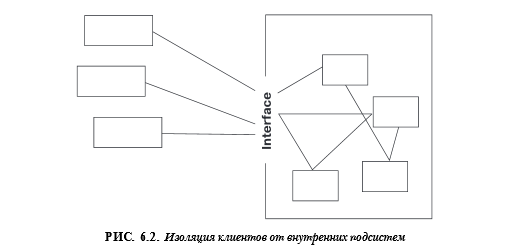 Interface
РИС. 6.2. Изоляция клиентов от внутренних подсистем